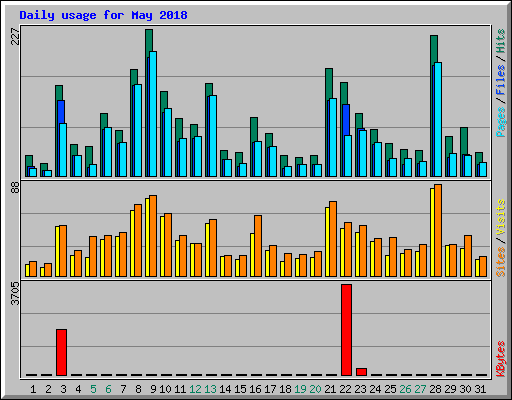 Daily usage for May 2018
227
Pages / Files / Hits
88
Sites / Visits
3705
KBytes
1 2 3 4 5 6 7 8 9 10 11 12 13 14 15 16 17 18 19 20 21 22 23 24 25 26 27 28 29 30 31